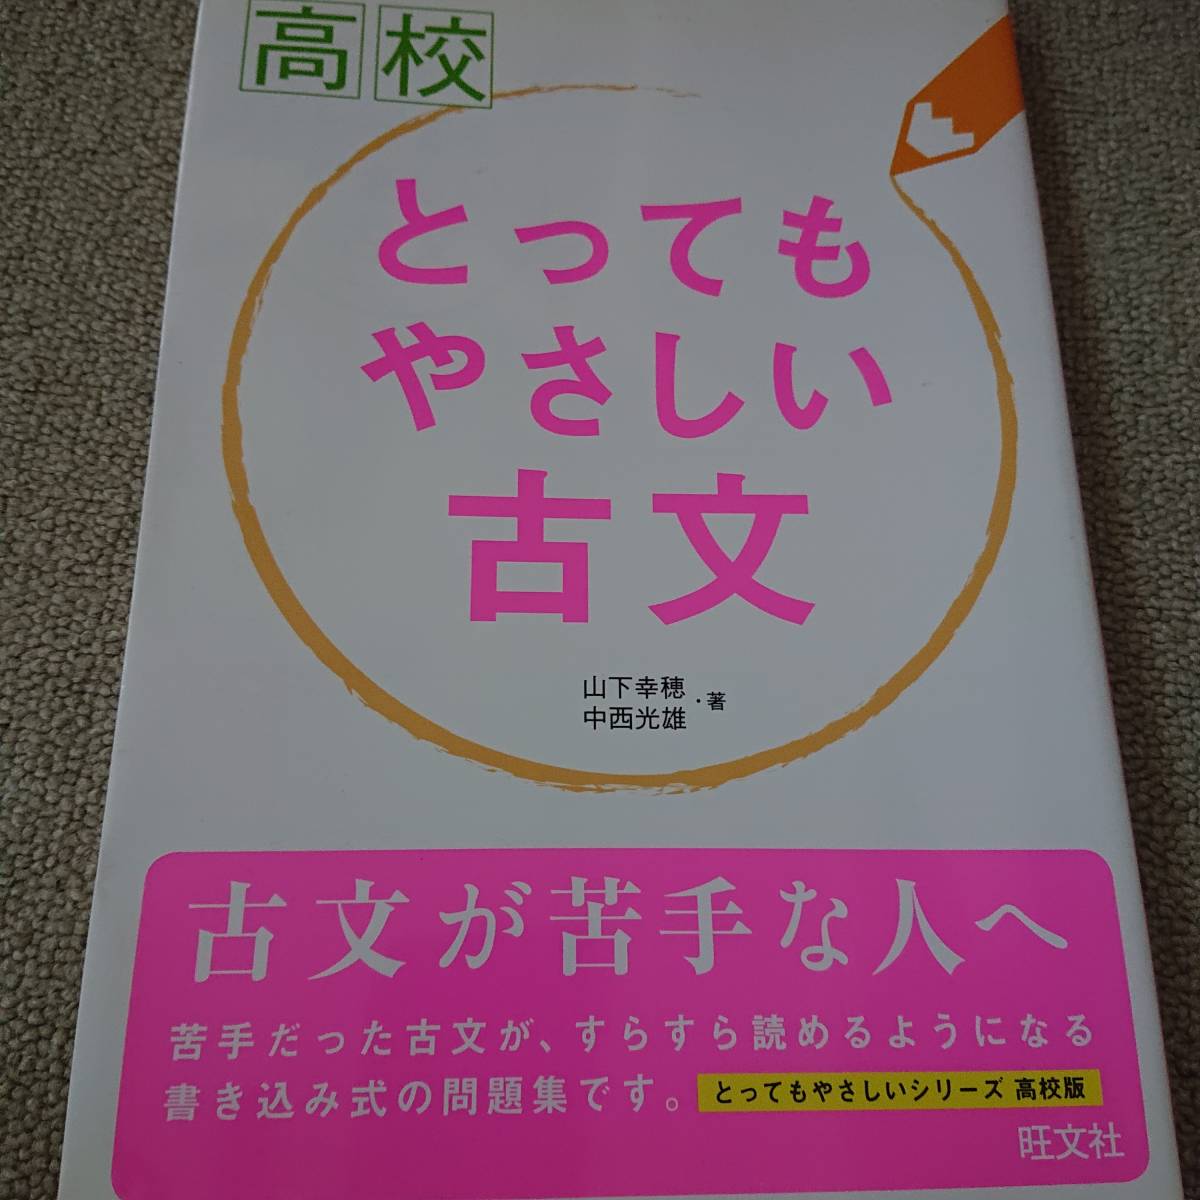 高校
とっても
やさしい
古文
山下幸穂
中西光雄
・著
古文が苦手な人へ
苦手だった古文が、すらすら読めるようになる
書き込み式の問題集です。
とってもやさしいシリーズ 高校版
旺文社